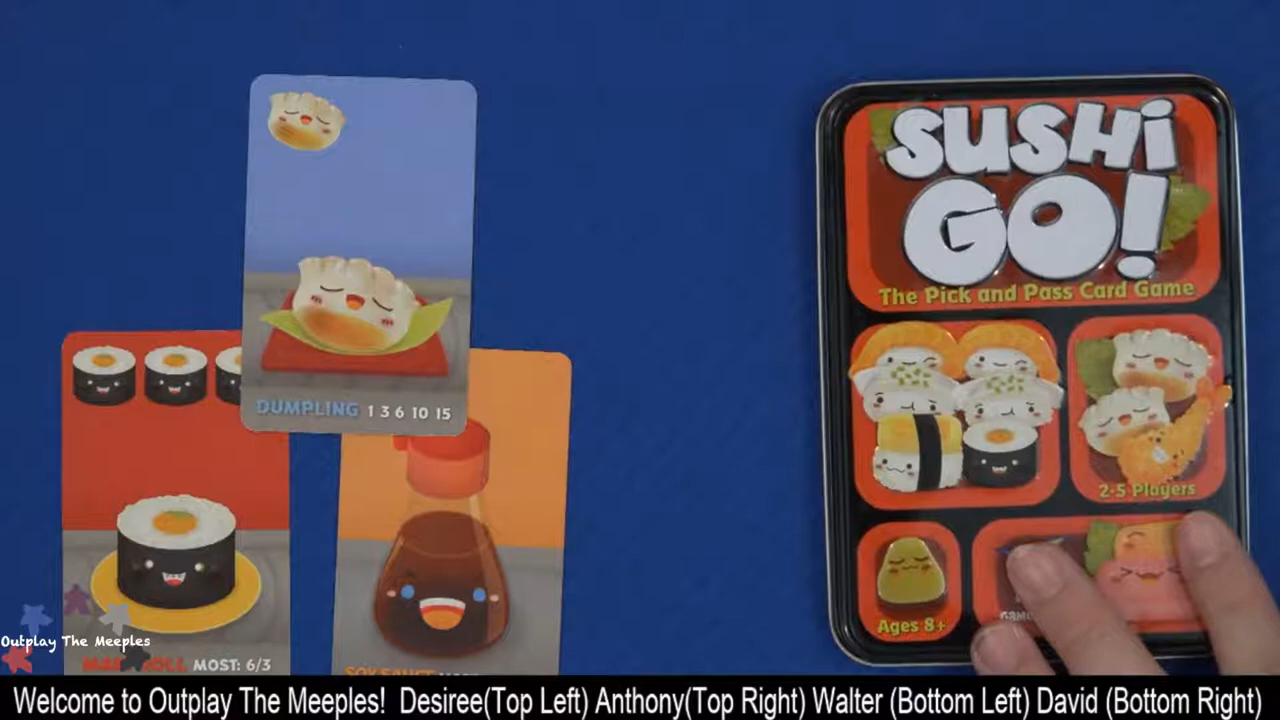 SUSHI
GO!
The Pick and Pass Card Game
DUMPLING 1 3 6 10 15
2-5 Players
Ages 8+
Outplay The Meeples
MOST: 6/3
SOY SAUCE
Welcome to Outplay The Meeples! Desiree(Top Left) Anthony(Top Right) Walter (Bottom Left) David (Bottom Right)